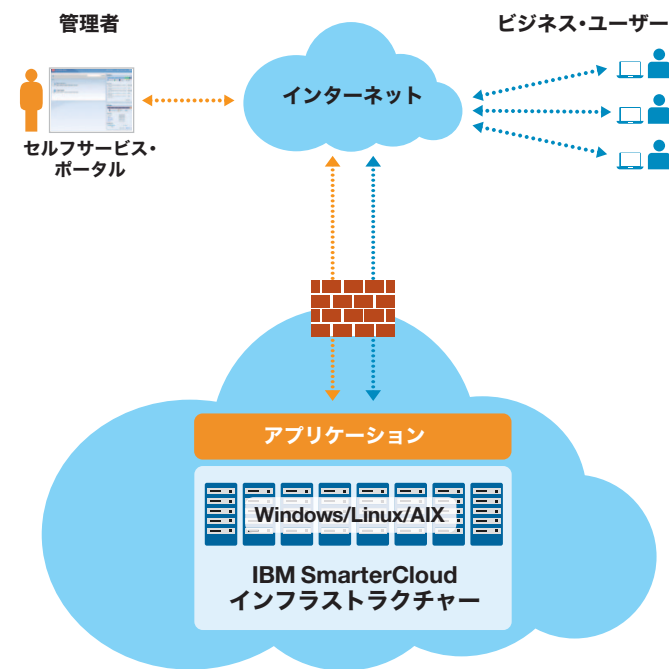 管理者
ビジネス・ユーザー
インターネット
セルフサービス・
ポータル
アプリケーション
Windows/Linux/AIX
IBM SmarterCloud
インフラストラクチャー